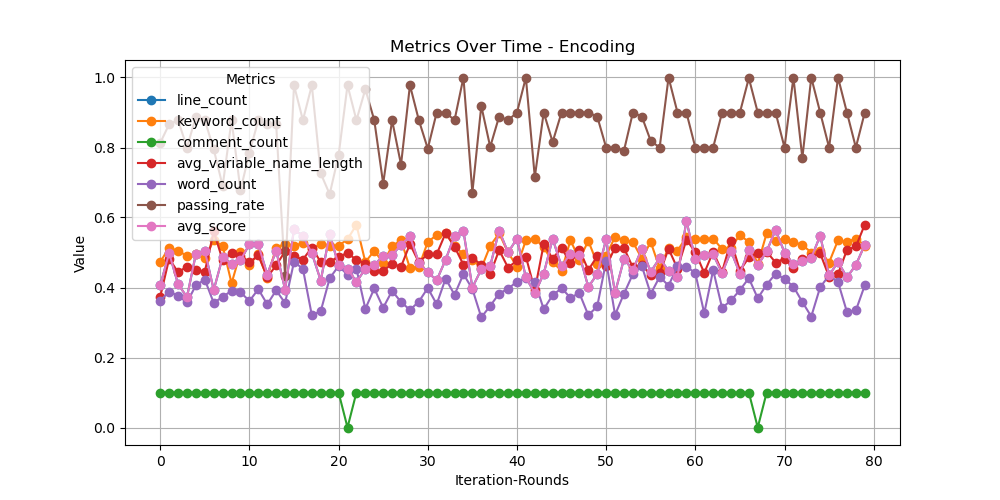 Metrics Over Time - Encoding
Metrics
line_count
keyword_count
comment_count
avg_variable_name_length
word_count
passing_rate
avg_score
Value
1.0
0.8
0.6
0.4
0.2
0.0
0 10 20 30 40 50 60 70 80
Iteration-Rounds